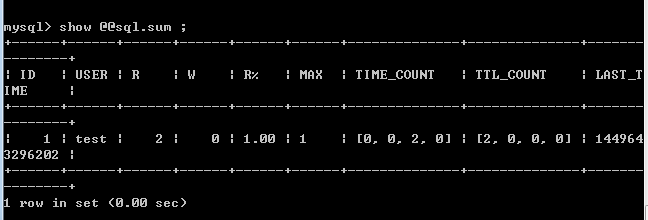 mysql> show @@sql.sum ;
+------+------+------+------+------+------+--------------+--------------+-------
--------+
| ID   | USER | R    | W    | R%   | MAX  | TIME_COUNT   | TTL_COUNT    | LAST_T
IME     |
+------+------+------+------+------+------+--------------+--------------+-------
--------+
|    1 | test |    2 |    0 | 1.00 | 1    | [0, 0, 2, 0] | [2, 0, 0, 0] | 144964
3296202 |
+------+------+------+------+------+------+--------------+--------------+-------
--------+
1 row in set (0.00 sec)